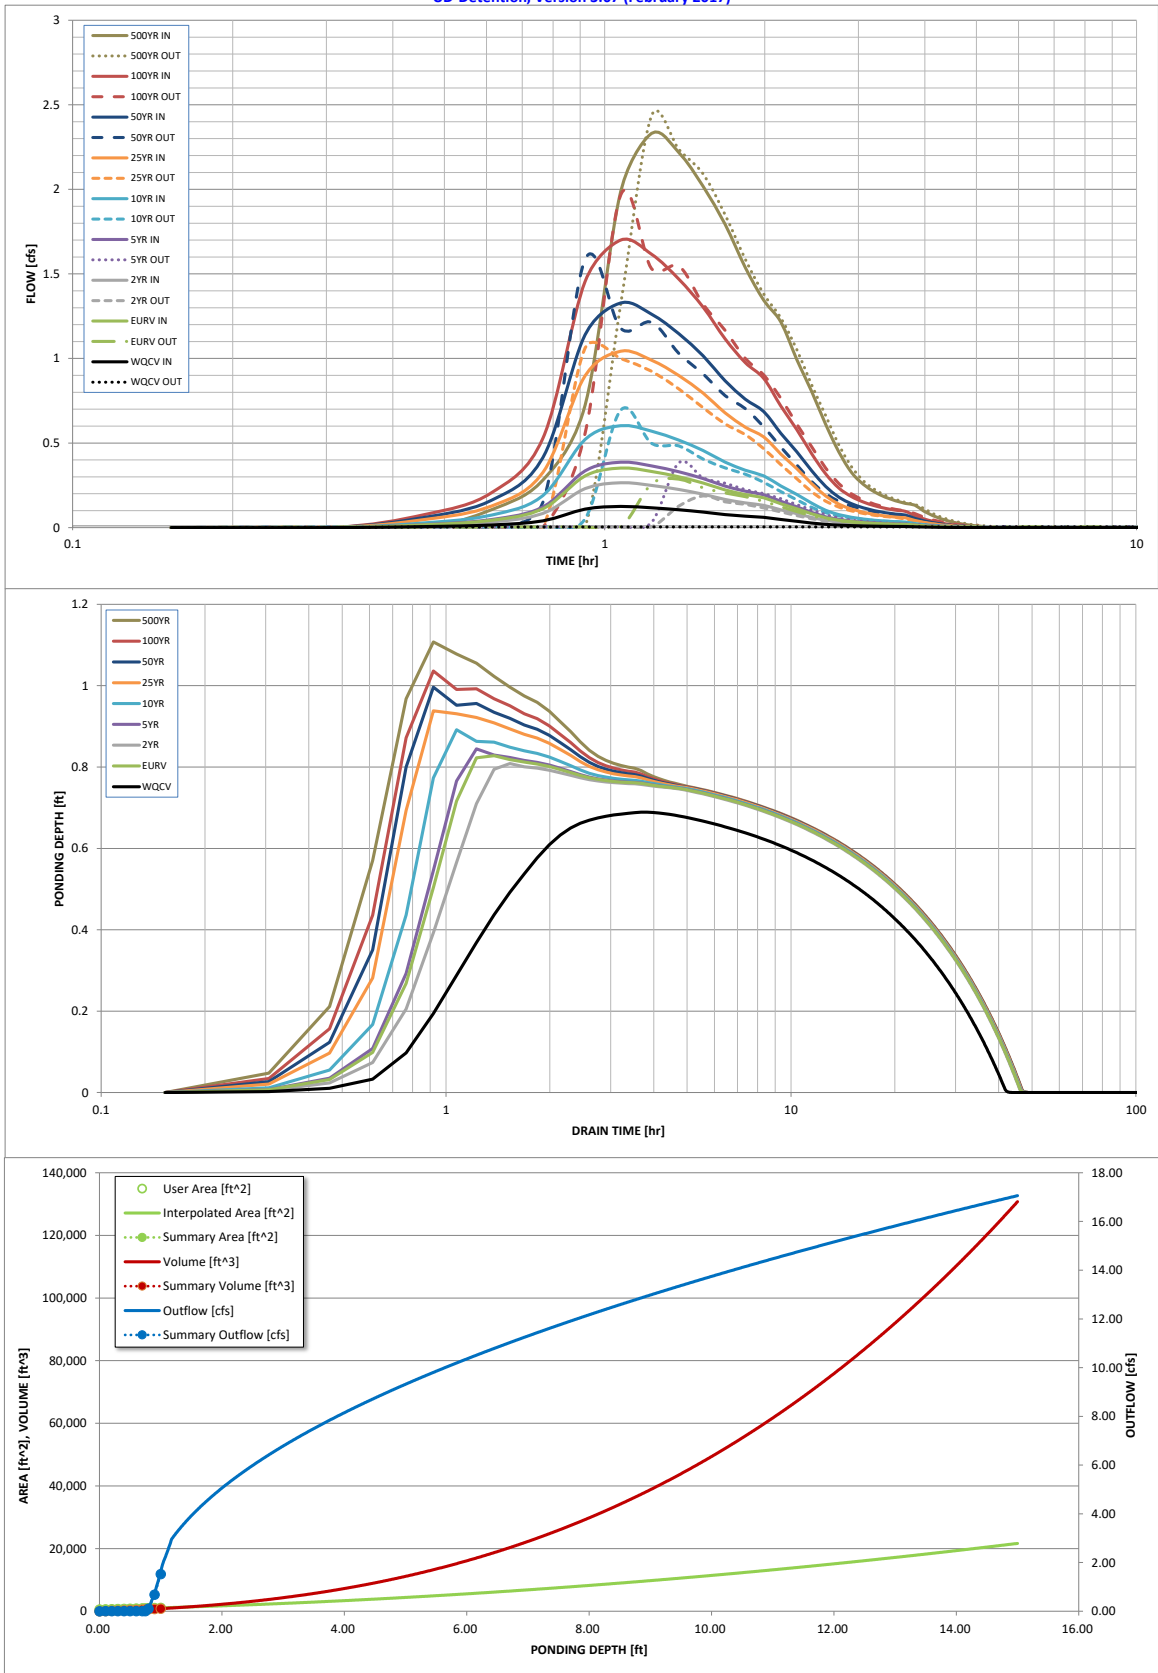 UD-Detention, Version 3.07 (February 2017)
3
2.5
2
1.5
1
0.5
0
FLOW [cfs]
500YR IN
500YR OUT
100YR IN
100YR OUT
50YR IN
50YR OUT
25YR IN
25YR OUT
10YR IN
10YR OUT
5YR IN
5YR OUT
2YR IN
2YR OUT
EURV IN
EURV OUT
WQCV IN
WQCV OUT
0.1
1
10
TIME [hr]
1.2
1
0.8
0.6
0.4
0.2
0
PONDING DEPTH [ft]
500YR
100YR
50YR
25YR
10YR
5YR
2YR
EURV
WQCV
0.1
1
10
100
DRAIN TIME [hr]
140,000
120,000
100,000
80,000
60,000
40,000
20,000
0
AREA [ft^2], VOLUME [ft^3]
User Area [ft^2]
Interpolated Area [ft^2]
Summary Area [ft^2]
Volume [ft^3]
Summary Volume [ft^3]
Outflow [cfs]
Summary Outflow [cfs]
18.00
16.00
14.00
12.00
10.00
8.00
6.00
4.00
2.00
0.00
OUTFLOW [cfs]
0.00
2.00
4.00
6.00
8.00
10.00
12.00
14.00
16.00
PONDING DEPTH [ft]